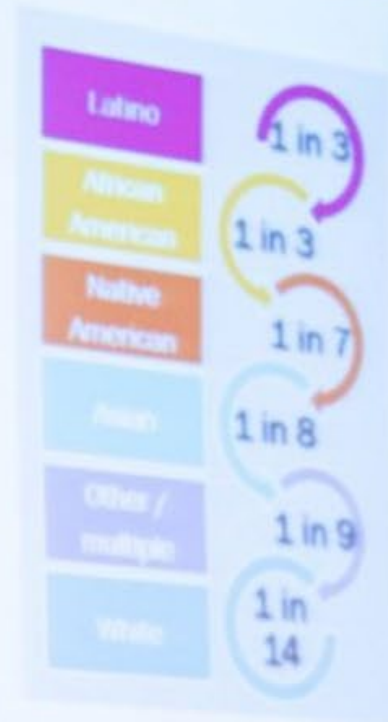 Latino
1 in 3
African
American
1 in 3
Native
American
1 in 7
Asian
1 in 8
Other /
multiple
1 in 9
White
1 in
14